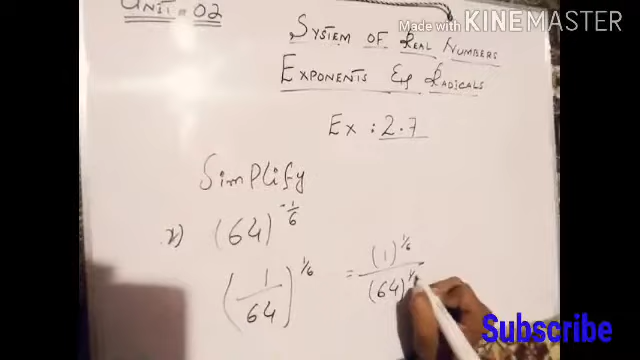 UNIT = 02
Made with KINEMASTER
SYSTEM OF REAL NUMBERS
EXPONENTS & RADICALS
Ex : 2.7
Simplify
x) (64)^-1/6
(1/64)^1/6 = (1)^1/6 / (64)^1/6
Subscribe